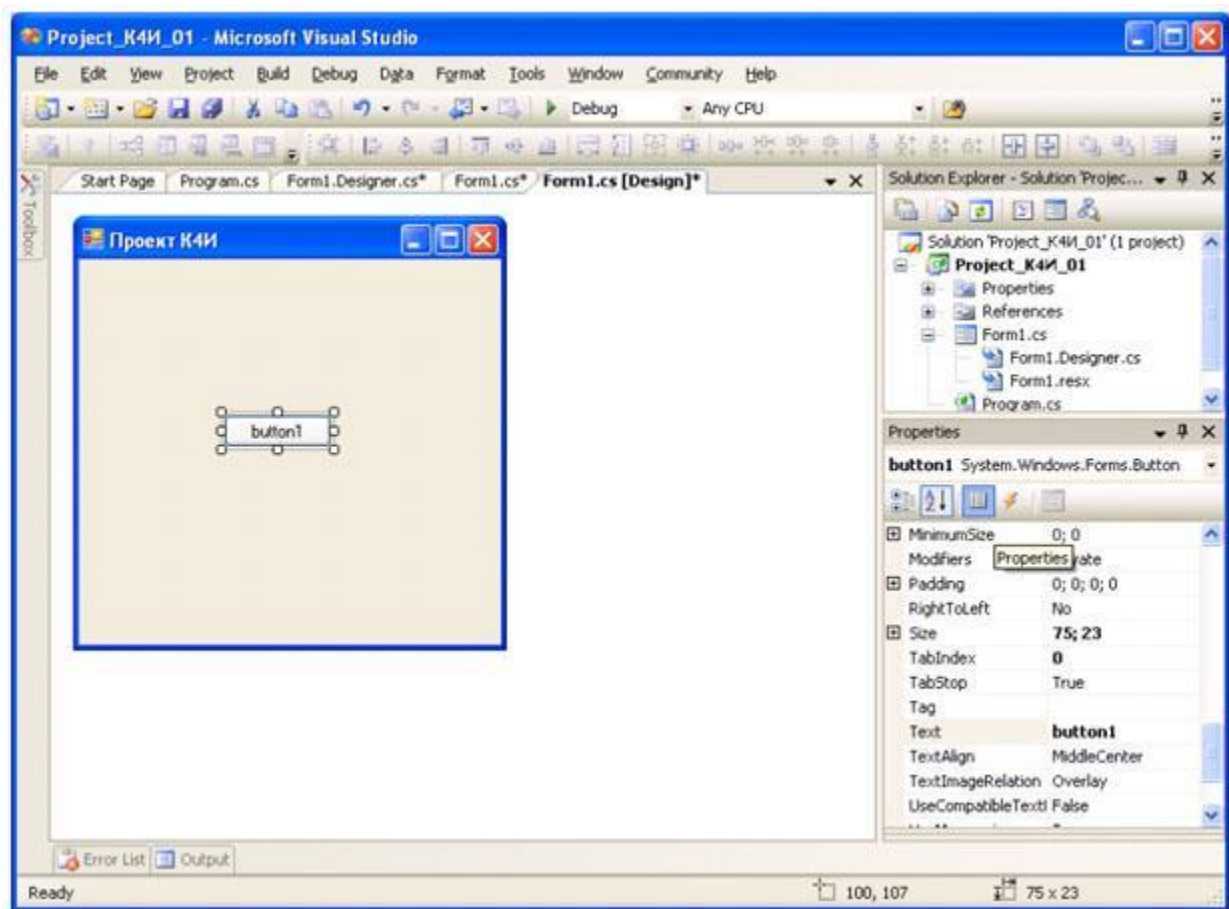 Project_К4И_01 - Microsoft Visual Studio
File Edit View Project Build Debug Data Format Tools Window Community Help
Debug Any CPU
Toolbox
Start Page Program.cs Form1.Designer.cs* Form1.cs* Form1.cs [Design]*
Проект К4И
button1
Solution Explorer - Solution 'Projec...
Solution 'Project_К4И_01' (1 project)
Project_К4И_01
Properties
References
Form1.cs
Form1.Designer.cs
Form1.resx
Program.cs
Properties
button1 System.Windows.Forms.Button
MinimumSize 0; 0
Modifiers
Properties
Padding 0; 0; 0; 0
RightToLeft No
Size 75; 23
TabIndex 0
TabStop True
Tag
Text button1
TextAlign MiddleCenter
TextImageRelation Overlay
UseCompatibleTextI False
Error List Output
Ready 100, 107 75 x 23